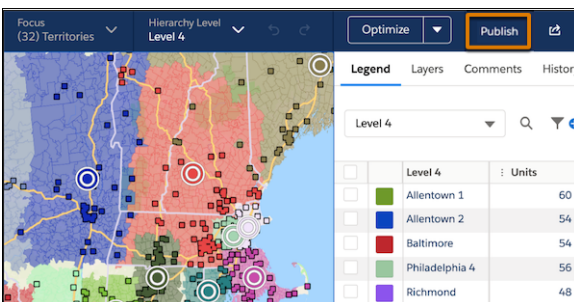 Focus
(32) Territories
Hierarchy Level
Level 4
Optimize
Publish
Legend
Layers
Comments
Histor
Level 4
Level 4
Units
Allentown 1
60
Allentown 2
54
Baltimore
54
Philadelphia 4
56
Richmond
48